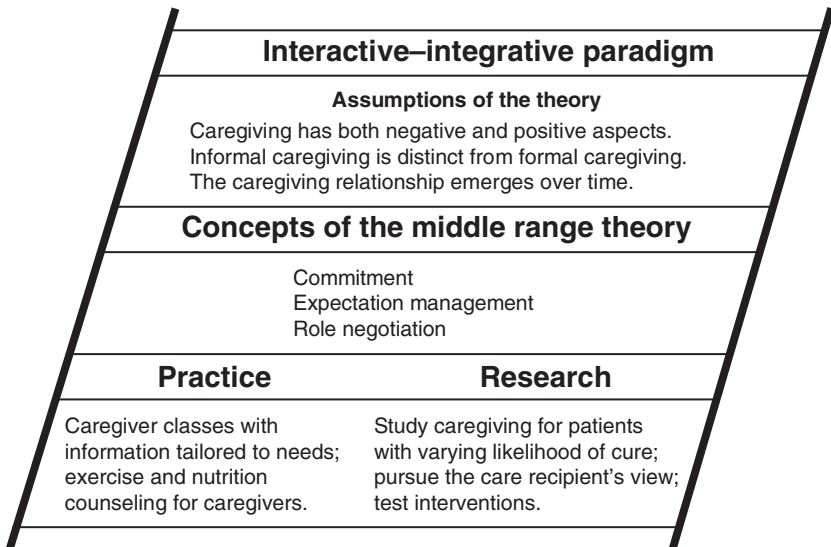 Interactive–integrative paradigm
Assumptions of the theory
Caregiving has both negative and positive aspects.
Informal caregiving is distinct from formal caregiving.
The caregiving relationship emerges over time.
Concepts of the middle range theory
Commitment
Expectation management
Role negotiation
Practice
Caregiver classes with
information tailored to needs;
exercise and nutrition
counseling for caregivers.
Research
Study caregiving for patients
with varying likelihood of cure;
pursue the care recipient’s view;
test interventions.